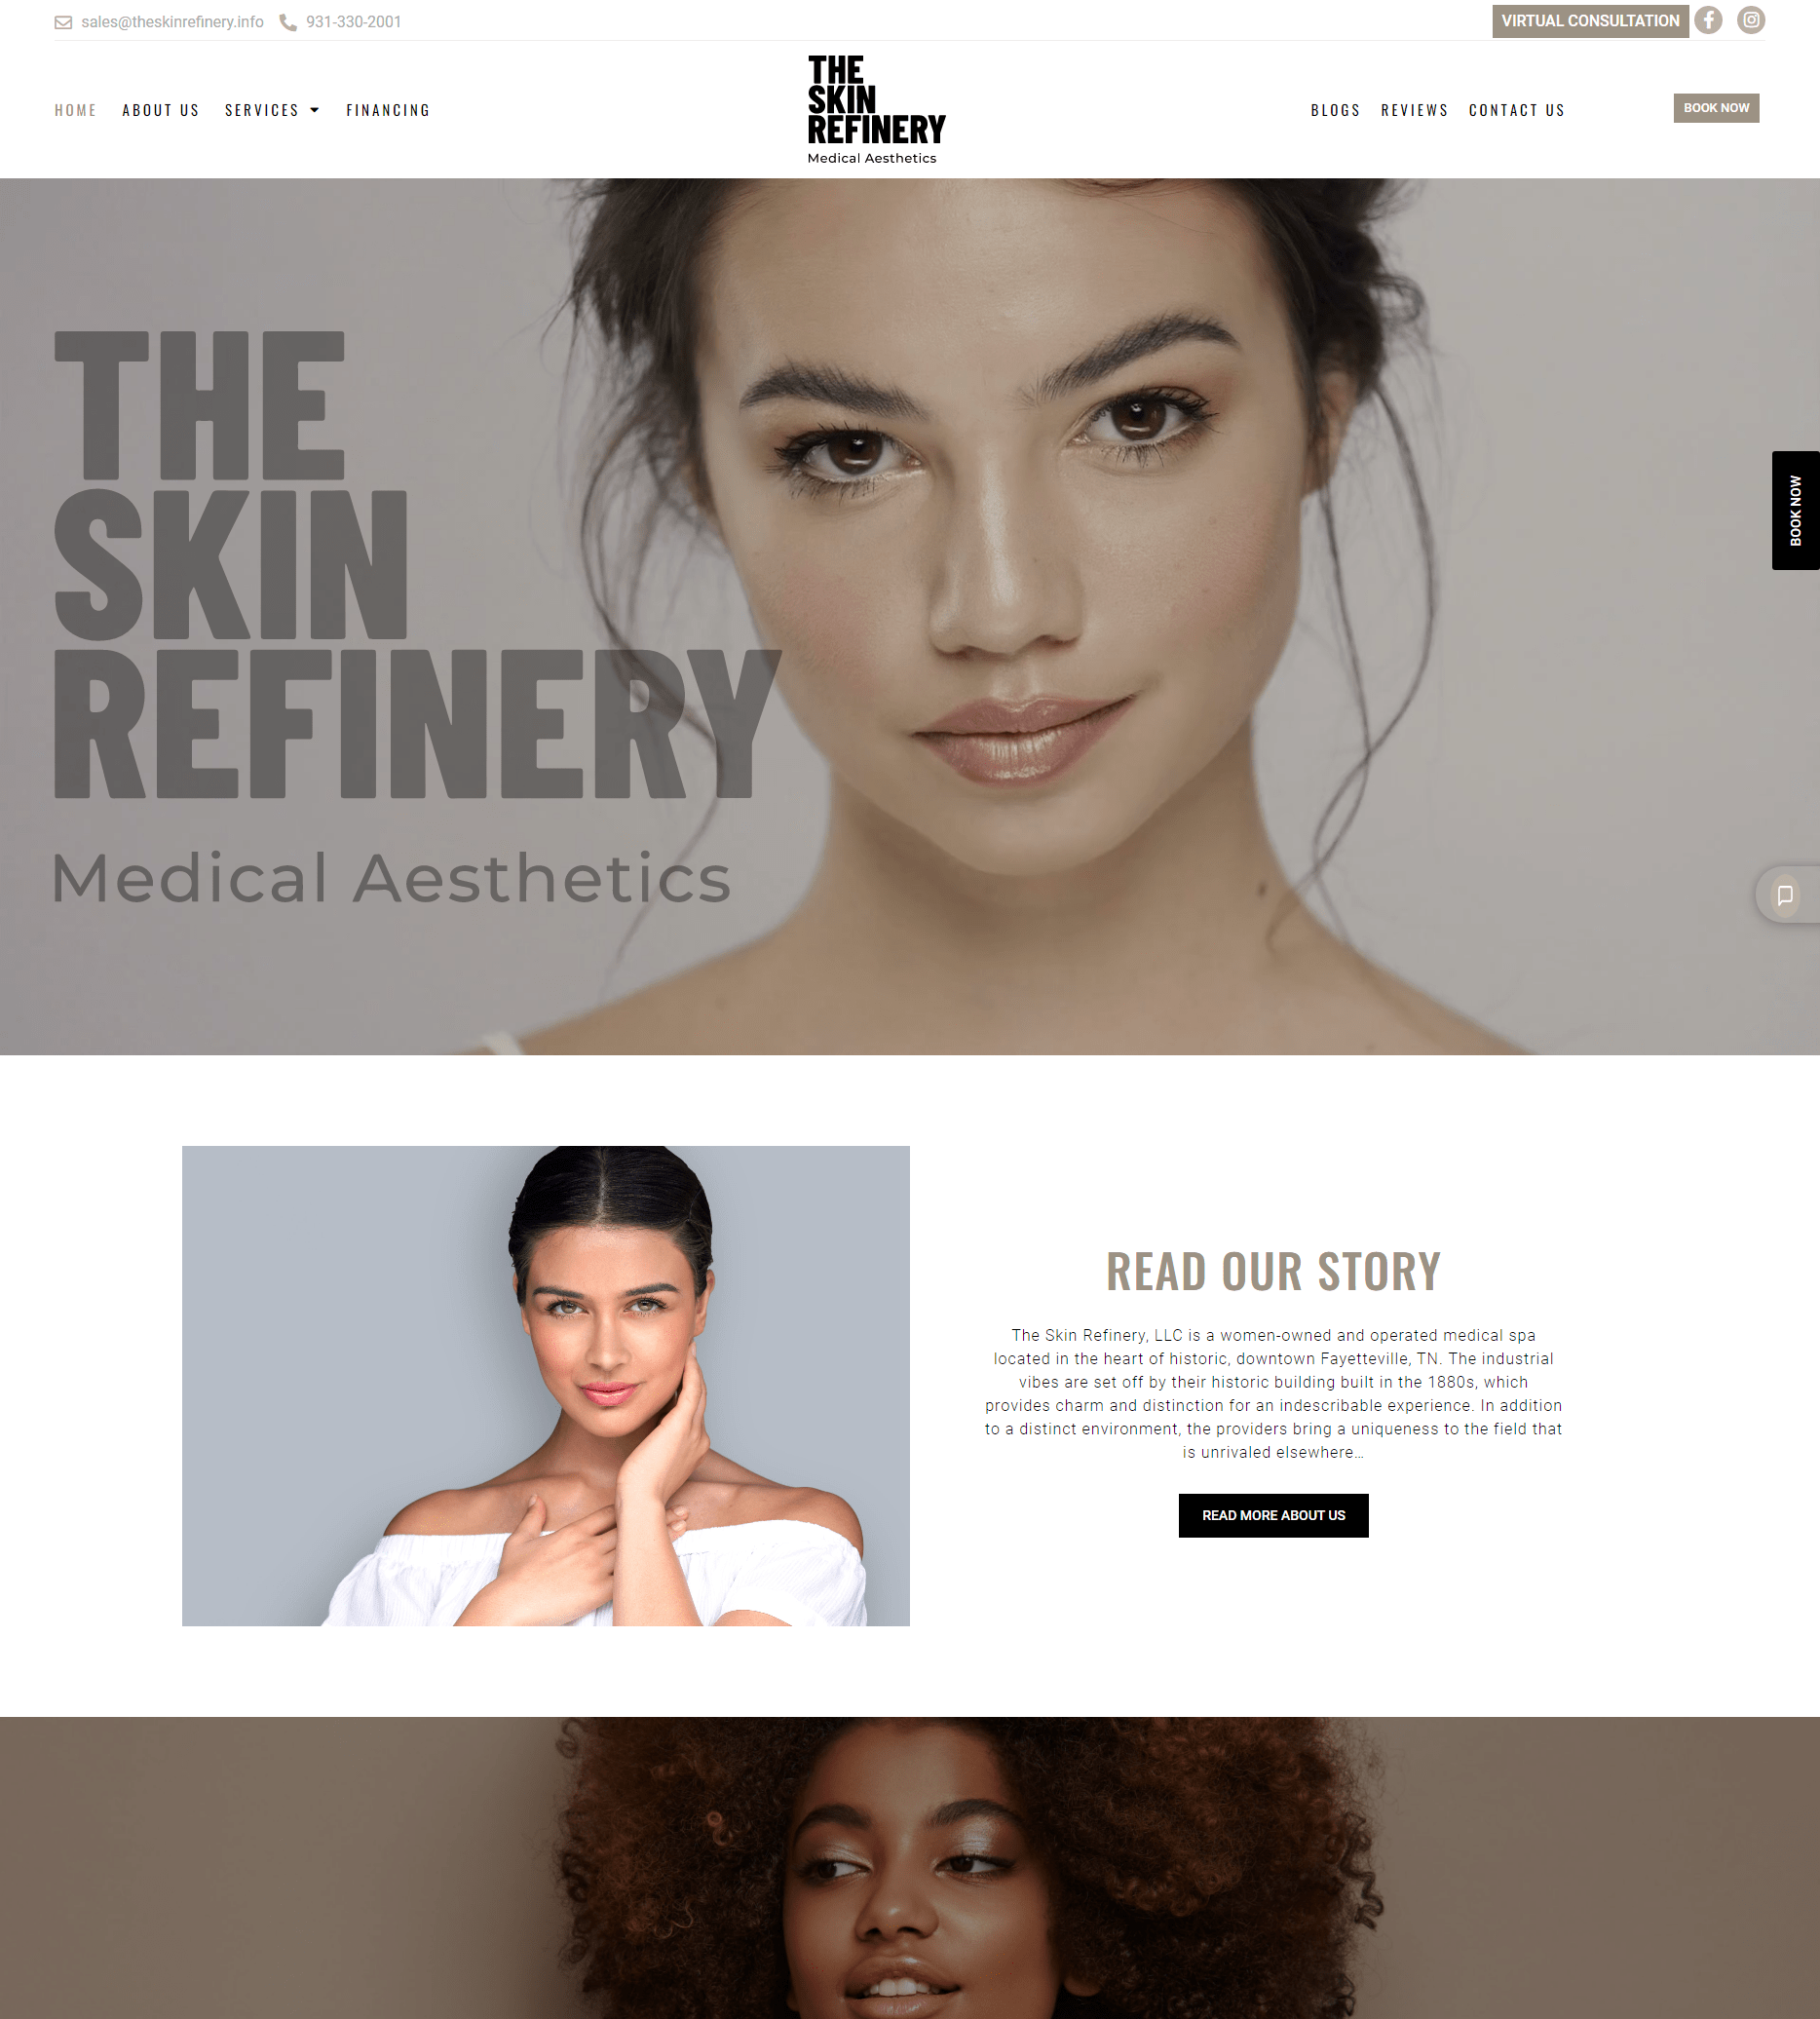 sales@theskinrefinery.info 931-330-2001 VIRTUAL CONSULTATION
HOME ABOUT US SERVICES FINANCING
THE
SKIN
REFINERY
Medical Aesthetics
BLOGS REVIEWS CONTACT US BOOK NOW
THE
SKIN
REFINERY
Medical Aesthetics
BOOK NOW
READ OUR STORY
The Skin Refinery, LLC is a women-owned and operated medical spa
located in the heart of historic, downtown Fayetteville, TN. The industrial
vibes are set off by their historic building built in the 1880s, which
provides charm and distinction for an indescribable experience. In addition
to a distinct environment, the providers bring a uniqueness to the field that
is unrivaled elsewhere…
READ MORE ABOUT US